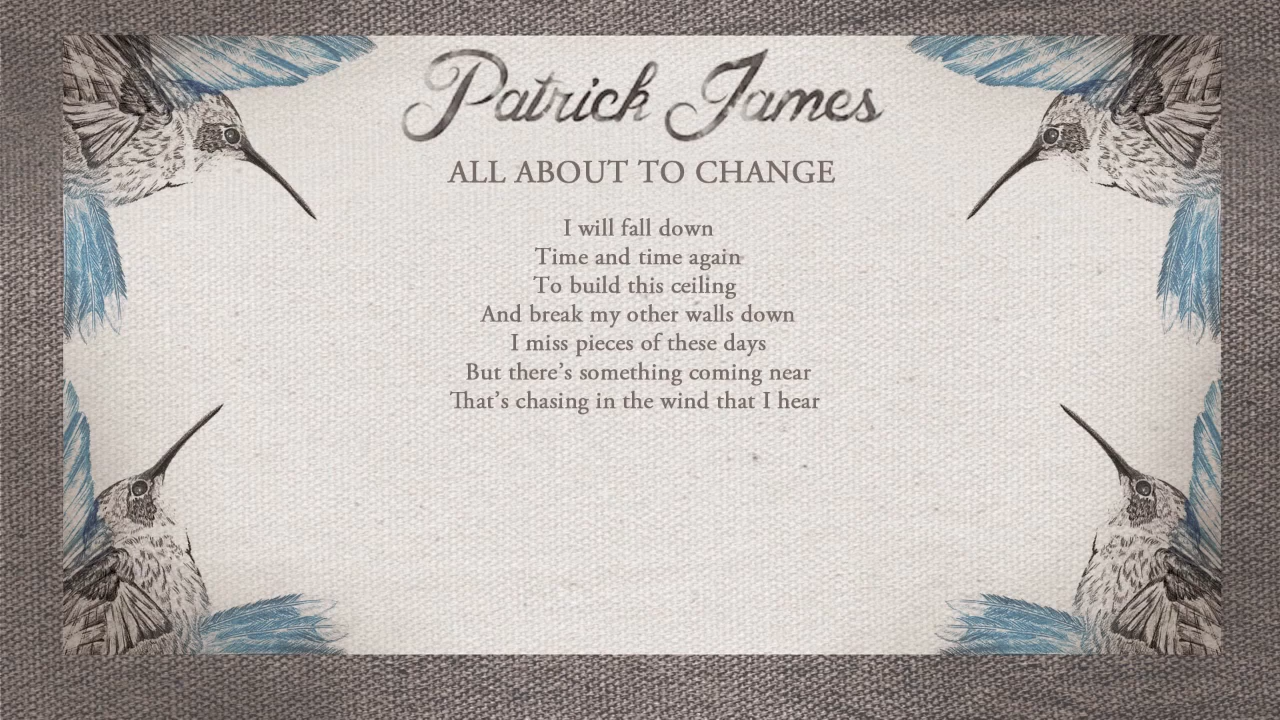 Patrick James
ALL ABOUT TO CHANGE
I will fall down
Time and time again
To build this ceiling
And break my other walls down
I miss pieces of these days
But there’s something coming near
That’s chasing in the wind that I hear